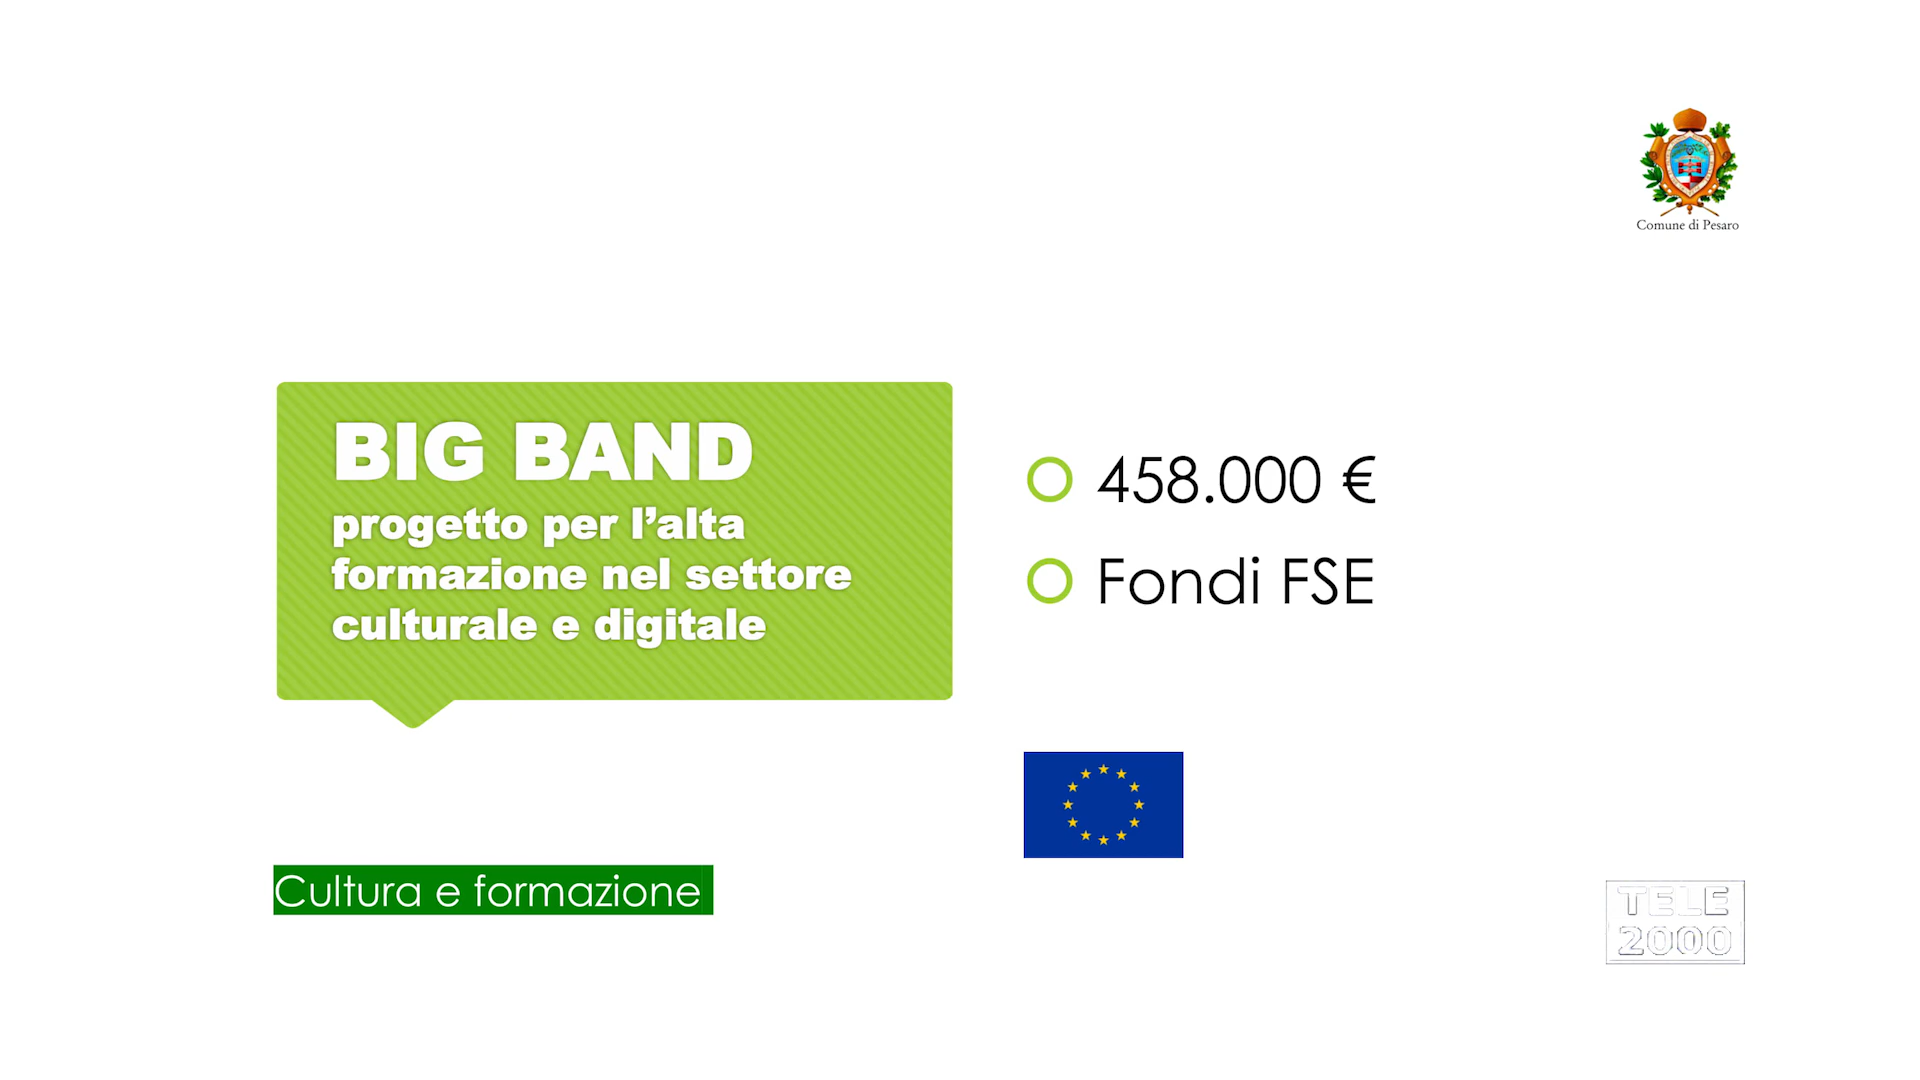 Comune di Pesaro
BIG BAND
progetto per l’alta
formazione nel settore
culturale e digitale
458.000 €
Fondi FSE
Cultura e formazione
TELE
2000